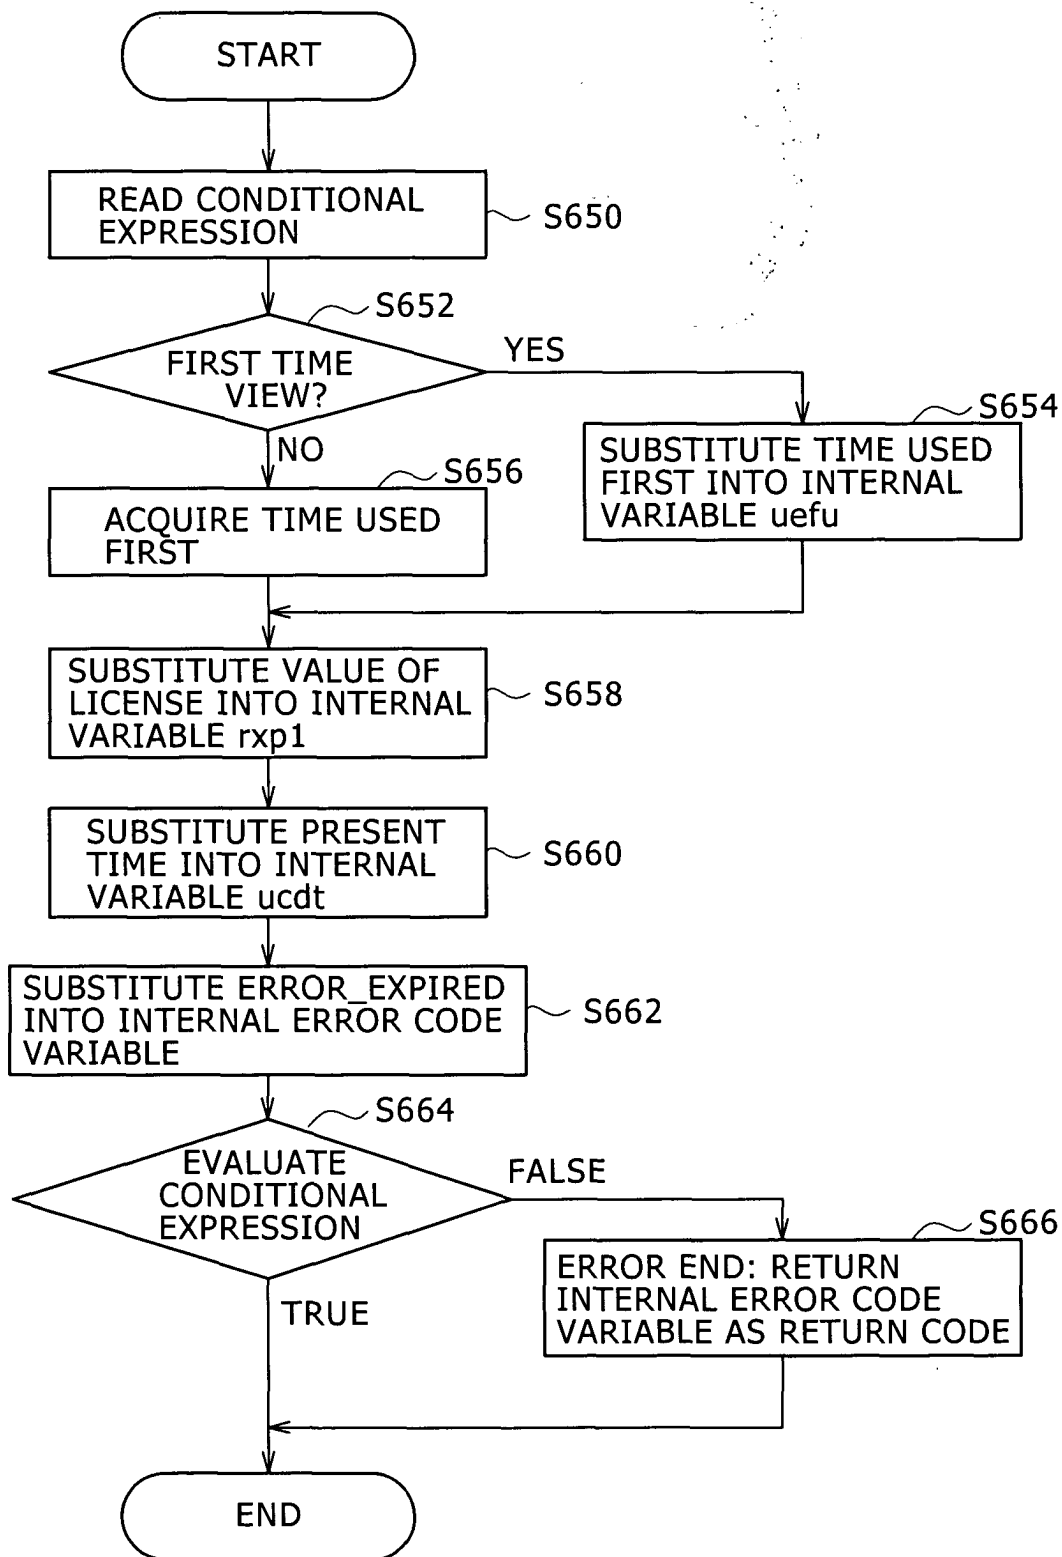 START
READ CONDITIONAL
EXPRESSION
S650
S652
FIRST TIME
VIEW?
YES
NO
S654
SUBSTITUTE TIME USED
FIRST INTO INTERNAL
VARIABLE uefu
S656
ACQUIRE TIME USED
FIRST
SUBSTITUTE VALUE OF
LICENSE INTO INTERNAL
VARIABLE rxp1
S658
SUBSTITUTE PRESENT
TIME INTO INTERNAL
VARIABLE ucdt
S660
SUBSTITUTE ERROR_EXPIRED
INTO INTERNAL ERROR CODE
VARIABLE
S662
S664
EVALUATE
CONDITIONAL
EXPRESSION
FALSE
TRUE
S666
ERROR END: RETURN
INTERNAL ERROR CODE
VARIABLE AS RETURN CODE
END